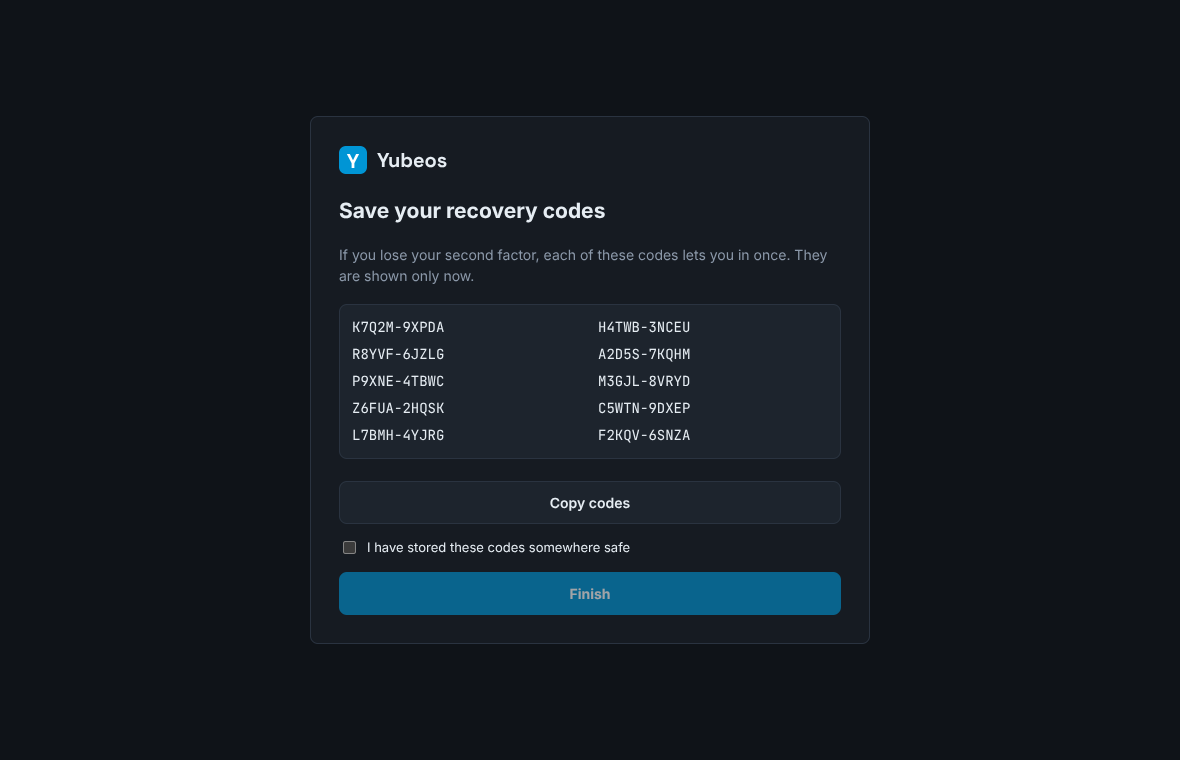 Y Yubeos
Save your recovery codes
If you lose your second factor, each of these codes lets you in once. They
are shown only now.
K7Q2M-9XPDA H4TWB-3NCEU
R8YVF-6JZLG A2D5S-7KQHM
P9XNE-4TBWC M3GJL-8VRYD
Z6FUA-2HQSK C5WTN-9DXEP
L7BMH-4YJRG F2KQV-6SNZA
Copy codes
I have stored these codes somewhere safe
Finish